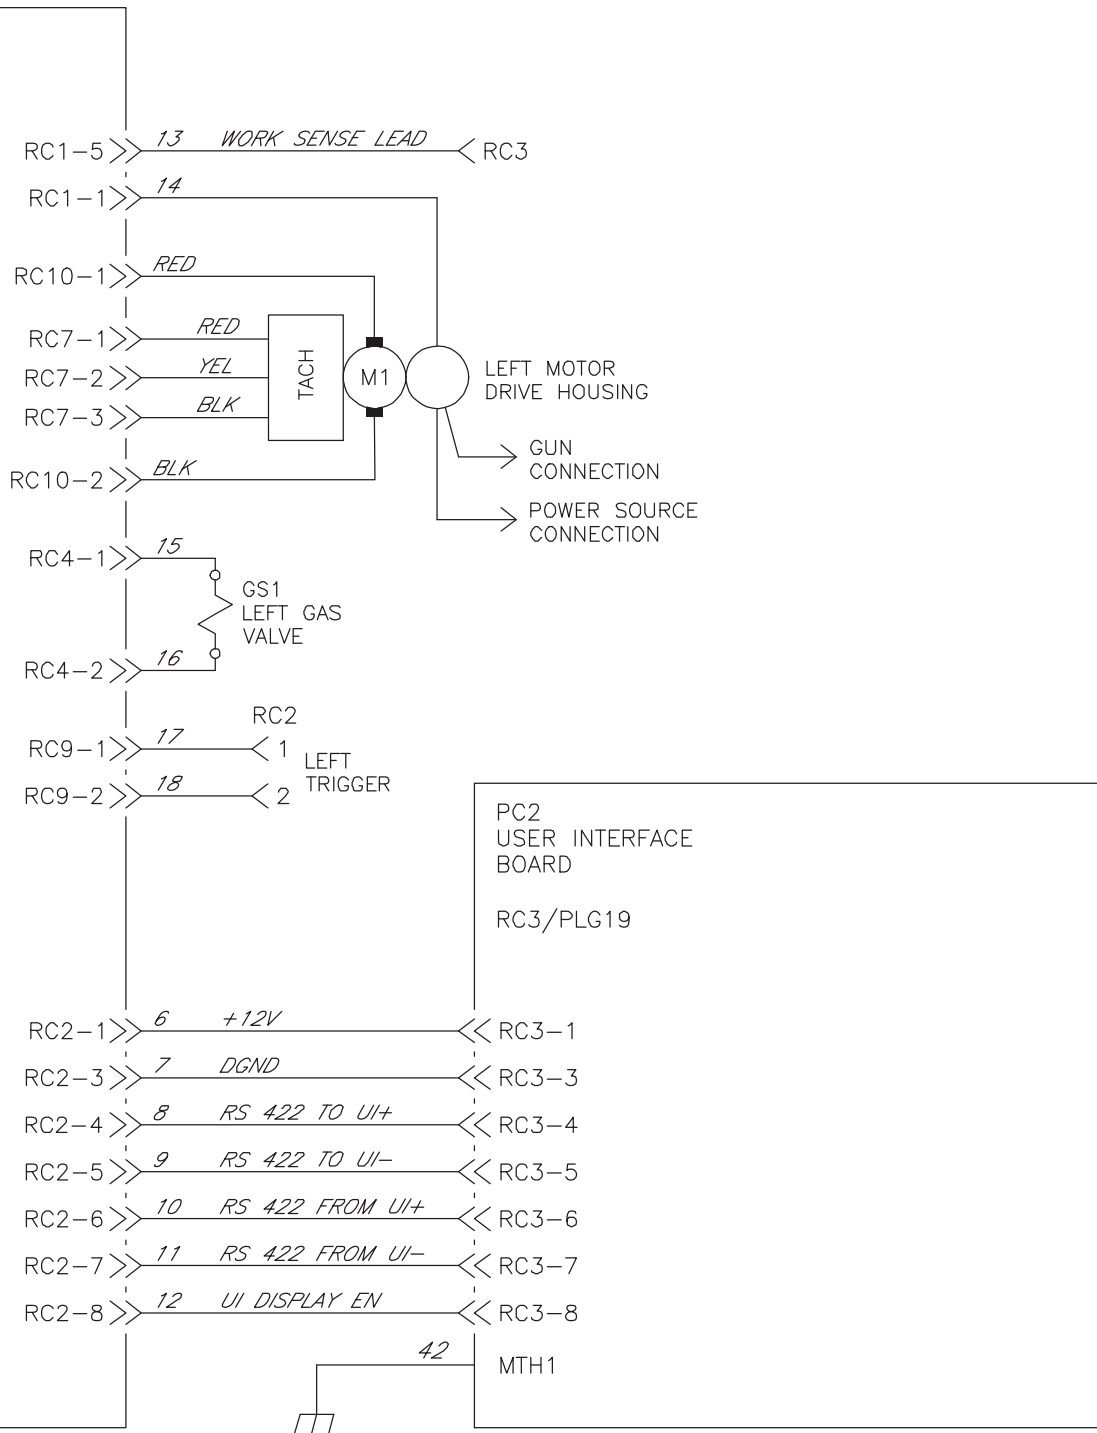 RC1-5 13 WORK SENSE LEAD RC3
RC1-1 14
RC10-1 RED
RC7-1 RED
RC7-2 YEL
RC7-3 BLK
RC10-2 BLK
TACH
M1
LEFT MOTOR
DRIVE HOUSING
GUN
CONNECTION
POWER SOURCE
CONNECTION
RC4-1 15
GS1
LEFT GAS
VALVE
RC4-2 16
RC2
RC9-1 17 1
LEFT
TRIGGER
RC9-2 18 2
PC2
USER INTERFACE
BOARD
RC3/PLG19
RC2-1 6 +12V RC3-1
RC2-3 7 DGND RC3-3
RC2-4 8 RS 422 TO UI+ RC3-4
RC2-5 9 RS 422 TO UI- RC3-5
RC2-6 10 RS 422 FROM UI+ RC3-6
RC2-7 11 RS 422 FROM UI- RC3-7
RC2-8 12 UI DISPLAY EN RC3-8
42 MTH1